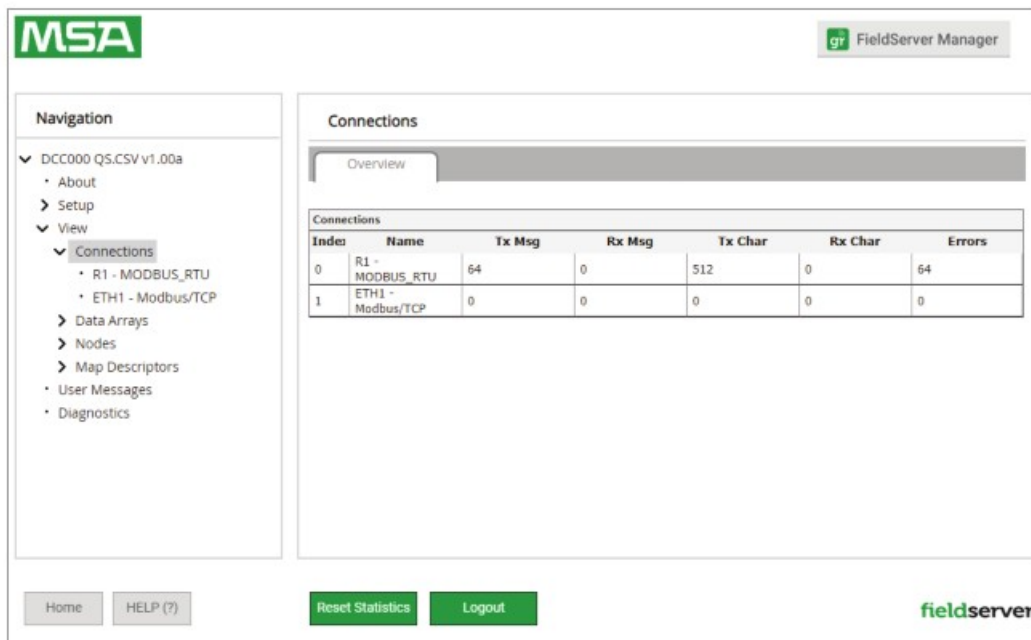 MSA
FieldServer Manager
Navigation
DCC000 QS.CSV v1.00a
About
Setup
View
Connections
R1 - MODBUS_RTU
ETH1 - Modbus/TCP
Data Arrays
Nodes
Map Descriptors
User Messages
Diagnostics
Connections
Overview
Connections
Index Name Tx Msg Rx Msg Tx Char Rx Char Errors
0 R1 - MODBUS_RTU 64 0 512 0 64
1 ETH1 - Modbus/TCP 0 0 0 0 0
Home HELP (?) Reset Statistics Logout
fieldserver